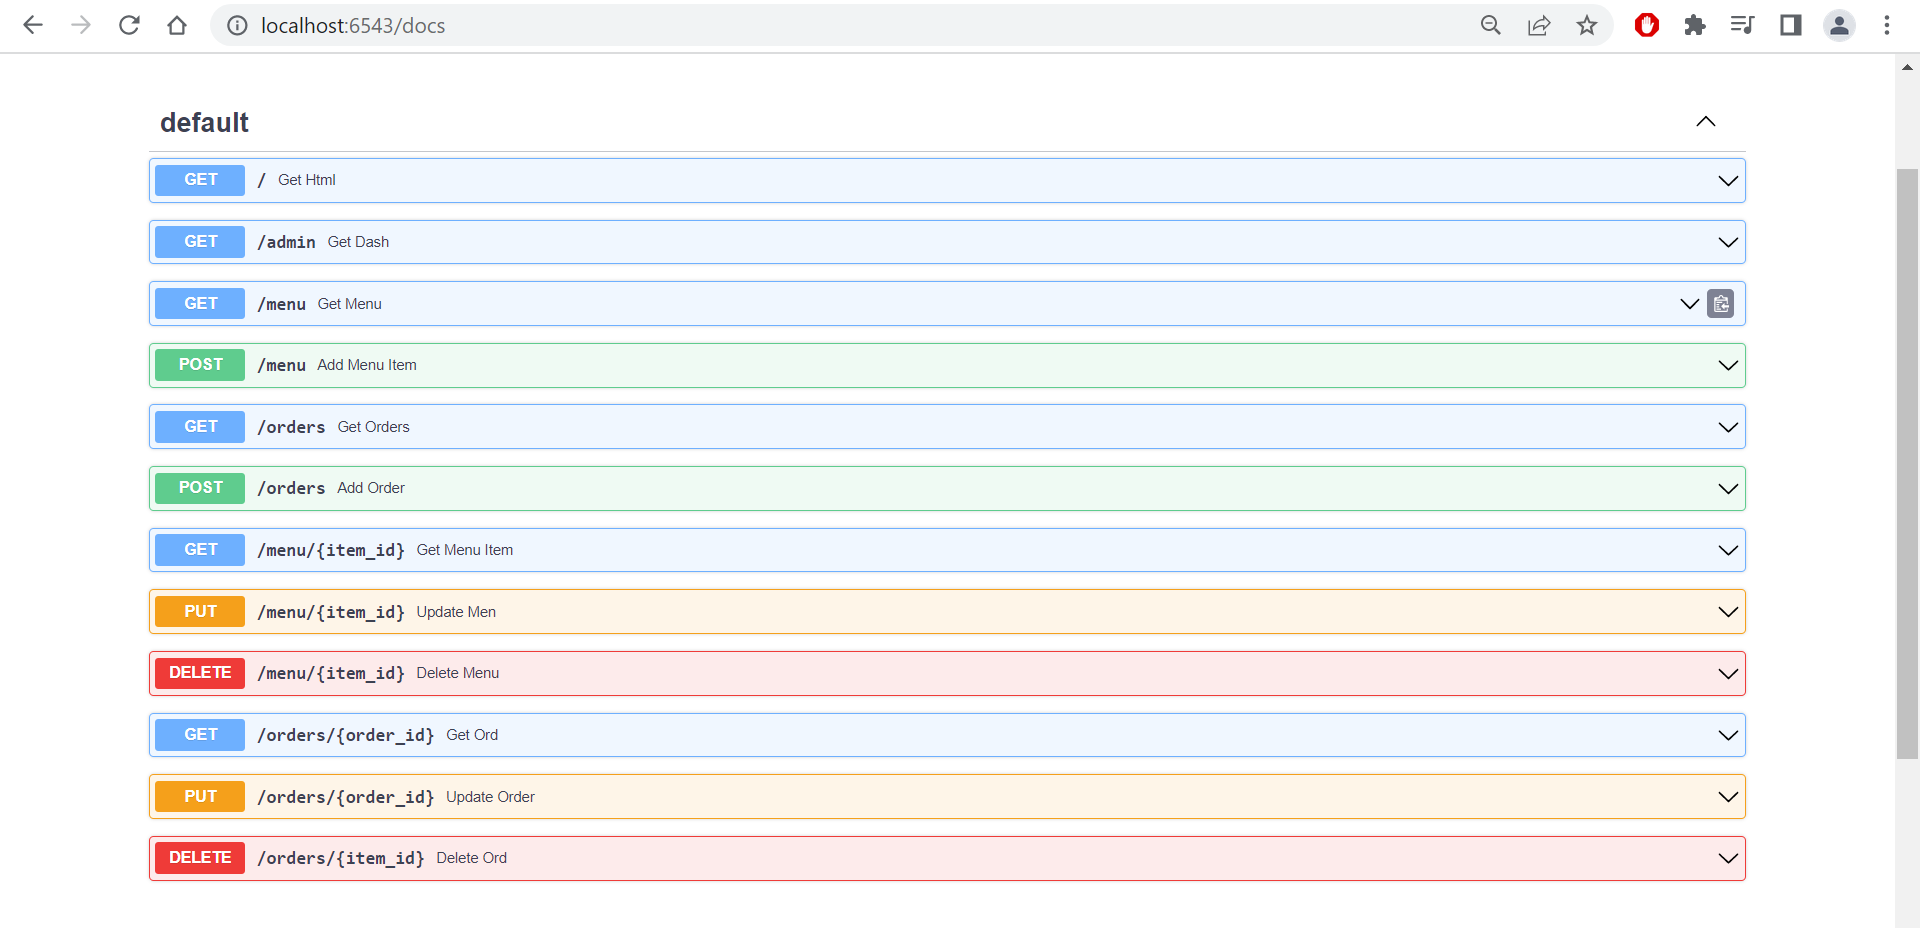 localhost:6543/docs
default
GET / Get Html
GET /admin Get Dash
GET /menu Get Menu
POST /menu Add Menu Item
GET /orders Get Orders
POST /orders Add Order
GET /menu/{item_id} Get Menu Item
PUT /menu/{item_id} Update Men
DELETE /menu/{item_id} Delete Menu
GET /orders/{order_id} Get Ord
PUT /orders/{order_id} Update Order
DELETE /orders/{item_id} Delete Ord